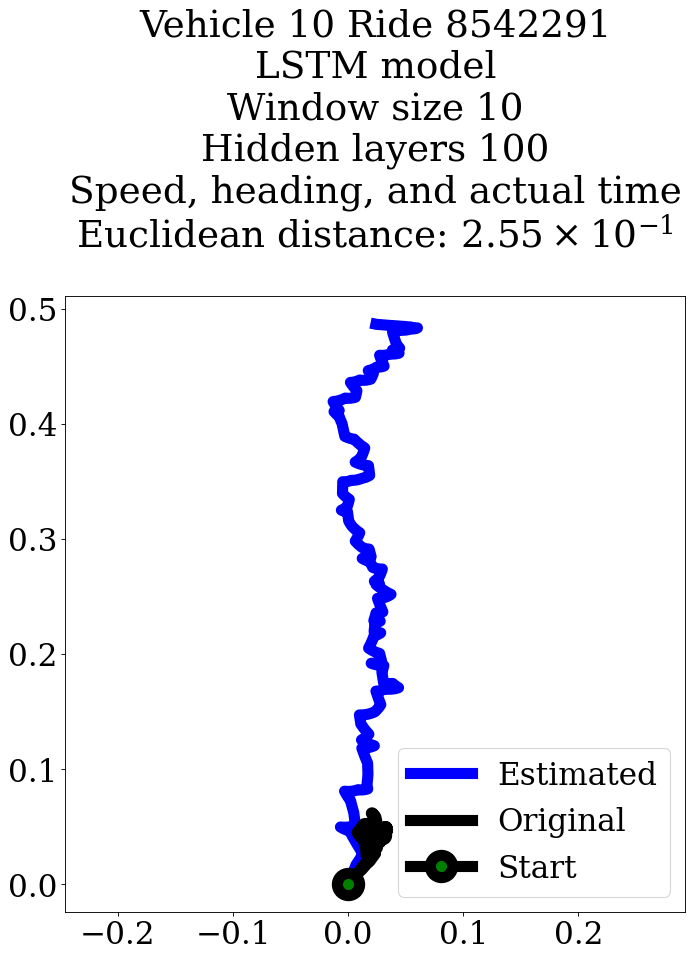 Vehicle 10 Ride 8542291
LSTM model
Window size 10
Hidden layers 100
Speed, heading, and actual time
Euclidean distance: 2.55 × 10⁻¹
0.5
0.4
0.3
0.2
0.1
0.0
Estimated
Original
Start
−0.2 −0.1 0.0 0.1 0.2